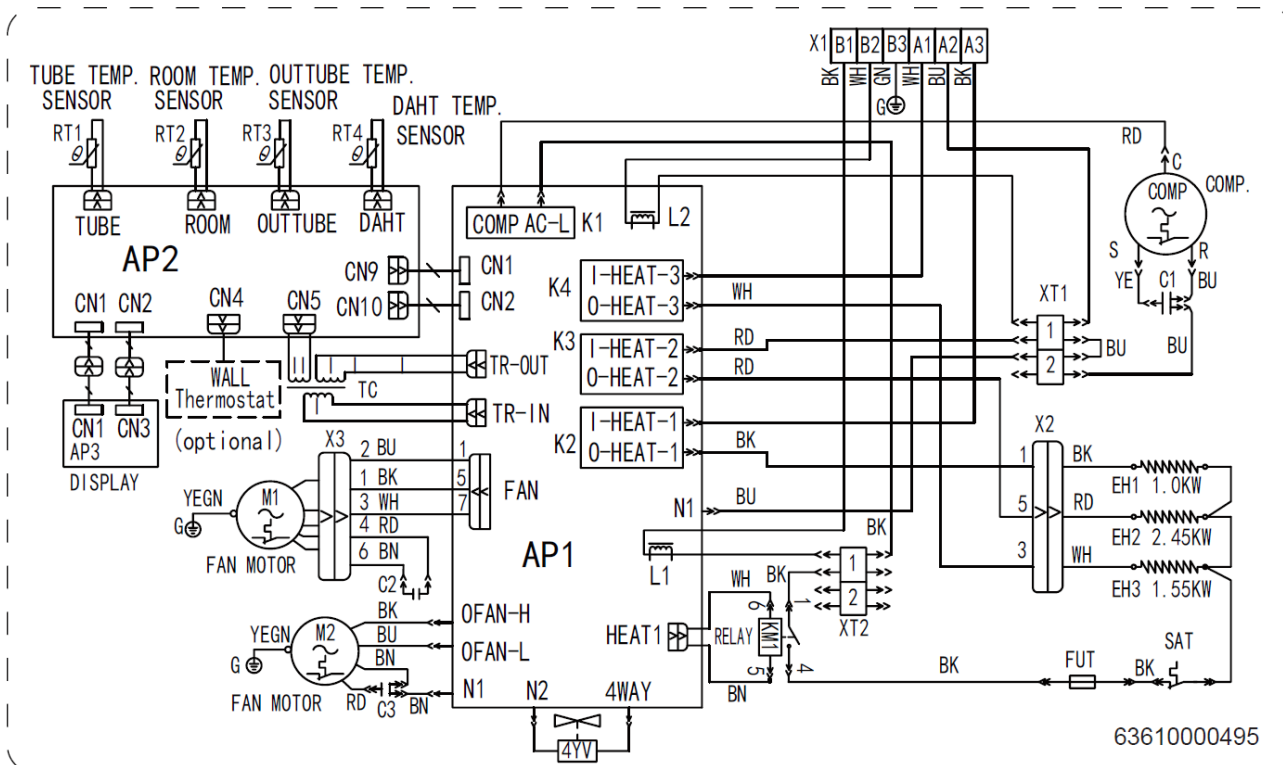 X1 B1 B2 B3 A1 A2 A3
BK WH GN WH BU BK
G
TUBE TEMP. ROOM TEMP. OUTTUBE TEMP.
SENSOR SENSOR SENSOR
DAHT TEMP.
SENSOR
RT1 RT2 RT3 RT4
θ θ θ θ
TUBE ROOM OUTTUBE DAHT
AP2
CN9 CN1
CN10 CN2
CN1 CN2 CN4 CN5
WALL
Thermostat
(optional)
CN1 CN3
AP3
DISPLAY
TC
TR-OUT
TR-IN
COMP AC-L K1
L2
K4
I-HEAT-3
O-HEAT-3
WH
K3
I-HEAT-2
O-HEAT-2
RD
RD
K2
I-HEAT-1
O-HEAT-1
BK
RD
C
COMP
COMP.
S R
YE C1 BU
XT1
1
2
BU
BU
X3
2 BU 1
1 BK 5
3 WH 7
4 RD
6 BN
FAN
C2
YEGN
M1
G
FAN MOTOR
AP1
N1 BU
L1
BK
BK
1
2
XT2
X2
1 BK
5 RD
3 WH
EH1 1.0KW
EH2 2.45KW
EH3 1.55KW
YEGN
M2
G
FAN MOTOR
BK OFAN-H
BU OFAN-L
BN
RD C3 BN N1
N2 4WAY
4YV
HEAT1
WH
6
RELAY KM1
5
BN
1
4
BK FUT BK SAT
63610000495